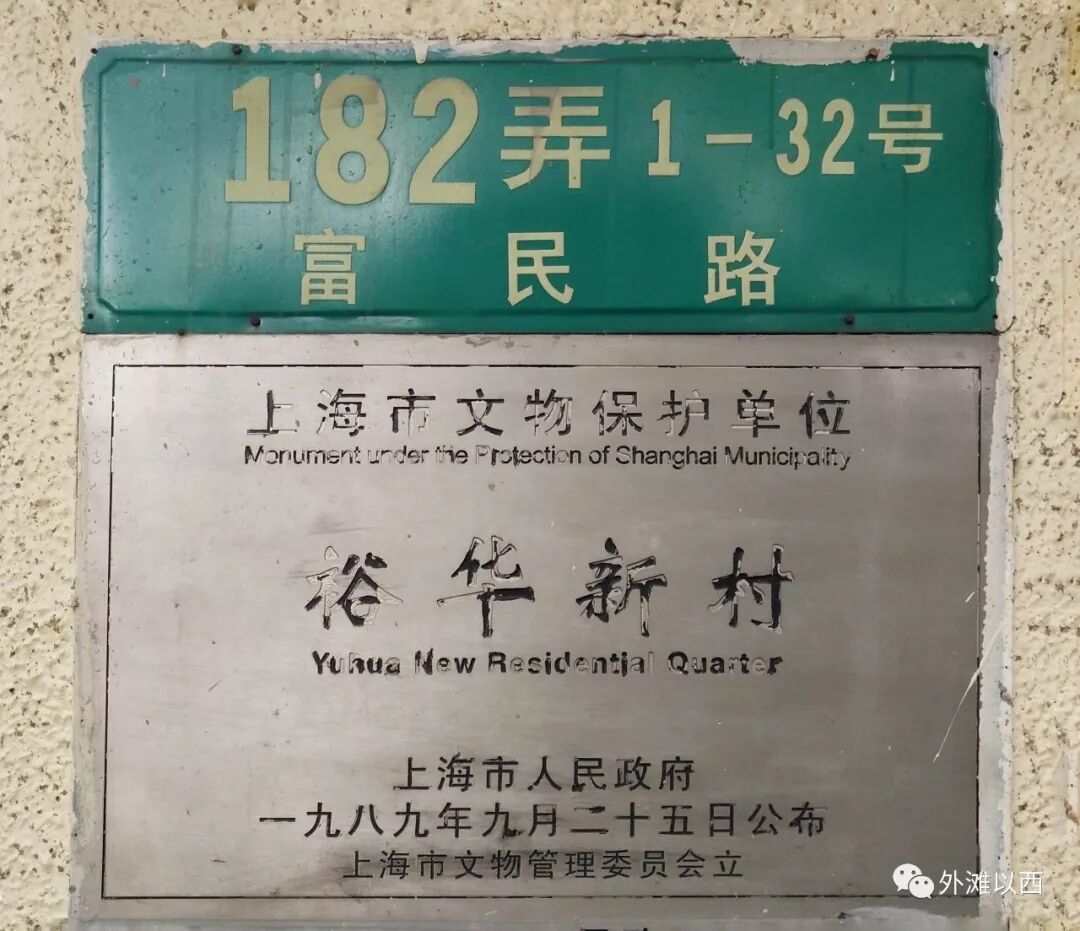 182弄 1-32号
富民路
上海市文物保护单位
Monument under the Protection of Shanghai Municipality
裕华新村
Yuhua New Residential Quarter
上海市人民政府
一九八九年九月二十五日公布
上海市文物管理委员会立
外滩以西